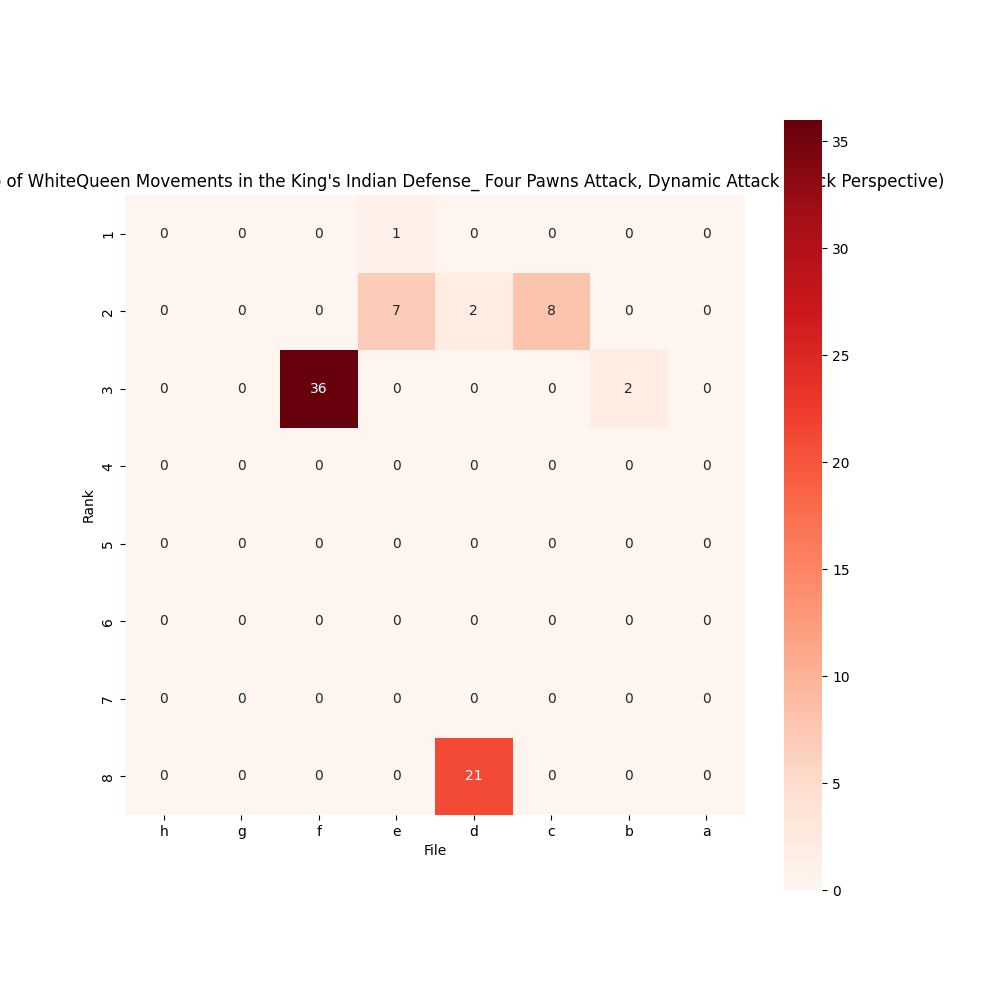 of WhiteQueen Movements in the King's Indian Defense_ Four Pawns Attack, Dynamic Attack Perspective)
35
30
25
20
15
10
5
0
1 0 0 0 1 0 0 0 0
2 0 0 0 7 2 8 0 0
3 0 0 36 0 0 0 2 0
4 0 0 0 0 0 0 0 0
Rank
5 0 0 0 0 0 0 0 0
6 0 0 0 0 0 0 0 0
7 0 0 0 0 0 0 0 0
8 0 0 0 0 21 0 0 0
h g f e d c b a
File